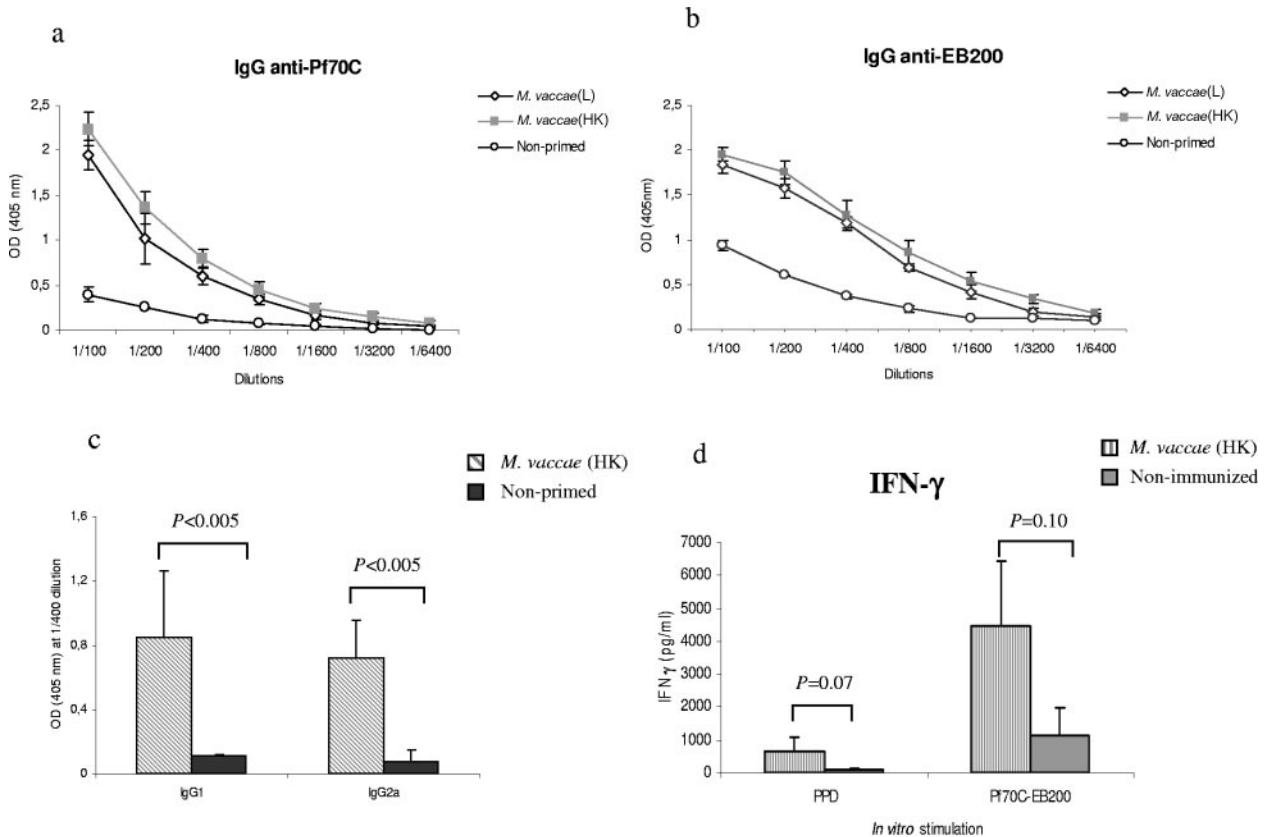 a
IgG anti-Pf70C
M. vaccae(L)
M. vaccae(HK)
Non-primed
2,5
2
1,5
1
0,5
0
OD (405 nm)
1/100 1/200 1/400 1/800 1/1600 1/3200 1/6400
Dilutions
b
IgG anti-EB200
M. vaccae(L)
M. vaccae(HK)
Non-primed
2,5
2
1,5
1
0,5
0
OD (405nm)
1/100 1/200 1/400 1/800 1/1600 1/3200 1/6400
Dilutions
c
M. vaccae (HK)
Non-primed
1,6
1,2
0,8
0,4
0
OD (405 nm) at 1/400 dilution
P<0.005
P<0.005
IgG1 IgG2a
d
IFN-γ
M. vaccae (HK)
Non-immunized
P=0.10
P=0.07
7000
6000
5000
4000
3000
2000
1000
0
IFN γ (pg/ml)
PPD Pf70C-EB200
In vitro stimulation